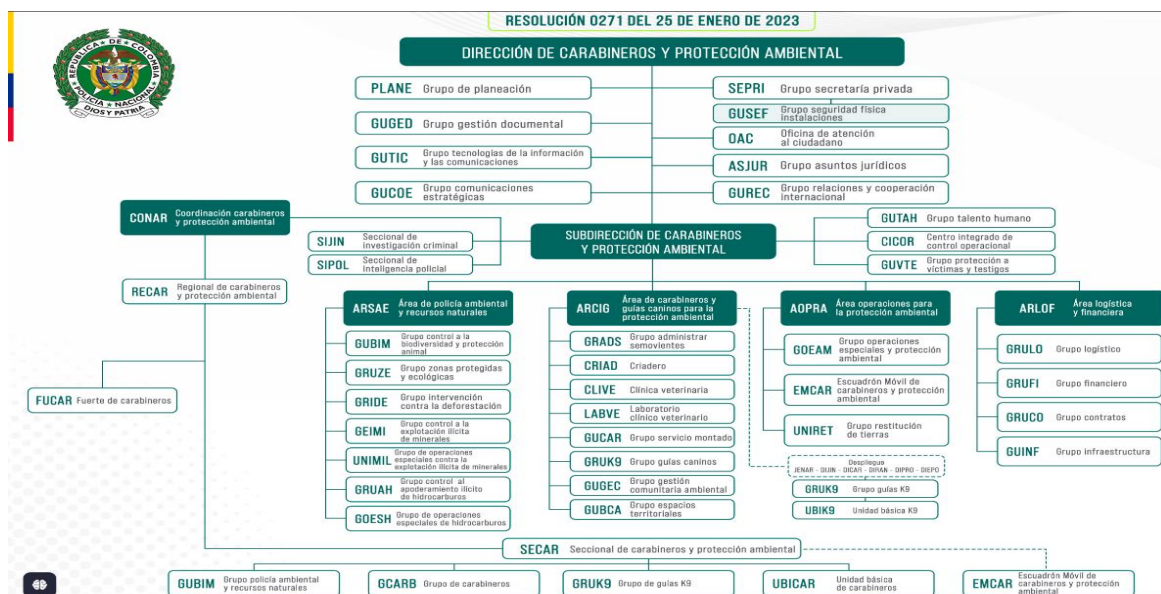 RESOLUCIÓN 0271 DEL 25 DE ENERO DE 2023
REPÚBLICA DE COLOMBIA
POLICÍA NACIONAL
DIOS Y PATRIA
DIRECCIÓN DE CARABINEROS Y PROTECCIÓN AMBIENTAL
PLANE Grupo de planeación
SEPRI Grupo secretaría privada
GUSEF Grupo seguridad física
instalaciones
GUGED Grupo gestión documental
OAC Oficina de atención
al ciudadano
GUTIC Grupo tecnologías de la información
y las comunicaciones
ASJUR Grupo asuntos jurídicos
GUCOE Grupo comunicaciones
estratégicas
GUREC Grupo relaciones y cooperación
internacional
CONAR Coordinación carabineros
y protección ambiental
SIJIN Seccional de
investigación criminal
SIPOL Seccional de
inteligencia policial
SUBDIRECCIÓN DE CARABINEROS
Y PROTECCIÓN AMBIENTAL
GUTAH Grupo talento humano
CICOR Centro integrado de
control operacional
GUVTE Grupo protección a
víctimas y testigos
RECAR Regional de carabineros
y protección ambiental
FUCAR Fuerte de carabineros
ARSAE Área de policía ambiental
y recursos naturales
GUBIM Grupo control a la
biodiversidad y protección
animal
GRUZE Grupo zonas protegidas
y ecológicas
GRIDE Grupo intervención
contra la deforestación
GEIMI Grupo control a la
explotación ilícita
de minerales
UNIMIL Grupo de operaciones
especiales contra la
explotación ilícita de minerales
GRUAH Grupo control al
apoderamiento ilícito
de hidrocarburos
GOESH Grupo de operaciones
especiales de hidrocarburos
ARCIG Área de carabineros y
guías caninos para la
protección ambiental
GRADS Grupo administrar
semovientes
CRIAD Criadero
CLIVE Clínica veterinaria
LABVE Laboratorio
clínico veterinario
GUCAR Grupo servicio montado
GRUK9 Grupo guías caninos
GUGEC Grupo gestión
comunitaria ambiental
GUBCA Grupo espacios
territoriales
AOPRA Área operaciones para
la protección ambiental
GOEAM Grupo operaciones
especiales y protección
ambiental
EMCAR Escuadrón Móvil de
carabineros y protección
ambiental
UNIRET Grupo restitución
de tierras
Despliegue
JENAR - DIJIN - DICAR - DIRAN - DIPRO - DIEPO
GRUK9 Grupo guías K9
UBIK9 Unidad básica K9
ARLOF Área logística
y financiera
GRULO Grupo logístico
GRUFI Grupo financiero
GRUCO Grupo contratos
GUINF Grupo infraestructura
SECAR Seccional de carabineros y protección ambiental
GUBIM Grupo policía ambiental
y recursos naturales
GCARB Grupo de carabineros
GRUK9 Grupo de guías K9
UBICAR Unidad básica
de carabineros
EMCAR Escuadrón Móvil de
carabineros y protección
ambiental